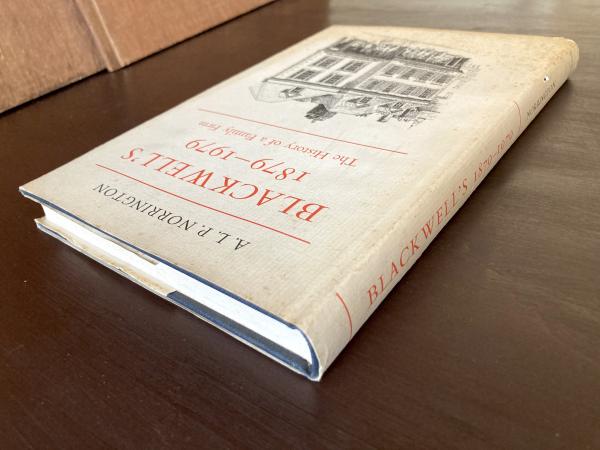 A. L. P. NORRINGTON
BLACKWELL'S
1879–1979
The History of a Family Firm
BLACKWELL'S 1879–1979
NORRINGTON